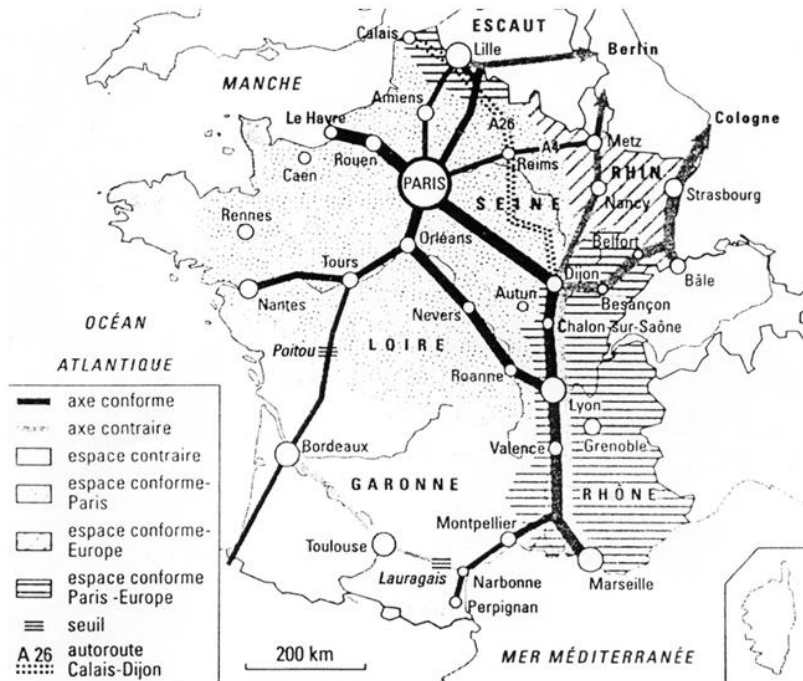 Calais
ESCAUT
Lille
Berlin
MANCHE
Amiens
Cologne
Le Havre
A26
A4
Metz
Rouen
Reims
RHIN
Caen
PARIS
SEINE
Nancy
Strasbourg
Rennes
Orléans
Belfort
Tours
Dijon
Bâle
Nantes
Autun
Besançon
OCÉAN
Nevers
Chalon-sur-Saône
Poitou
LOIRE
ATLANTIQUE
Roanne
Lyon
Valence
Grenoble
Bordeaux
GARONNE
RHÔNE
Montpellier
Toulouse
Lauragais
Narbonne
Marseille
Perpignan
MER MÉDITERRANÉE
axe conforme
axe contraire
espace contraire
espace conforme-
Paris
espace conforme-
Europe
espace conforme
Paris -Europe
seuil
A 26 autoroute
Calais-Dijon
200 km